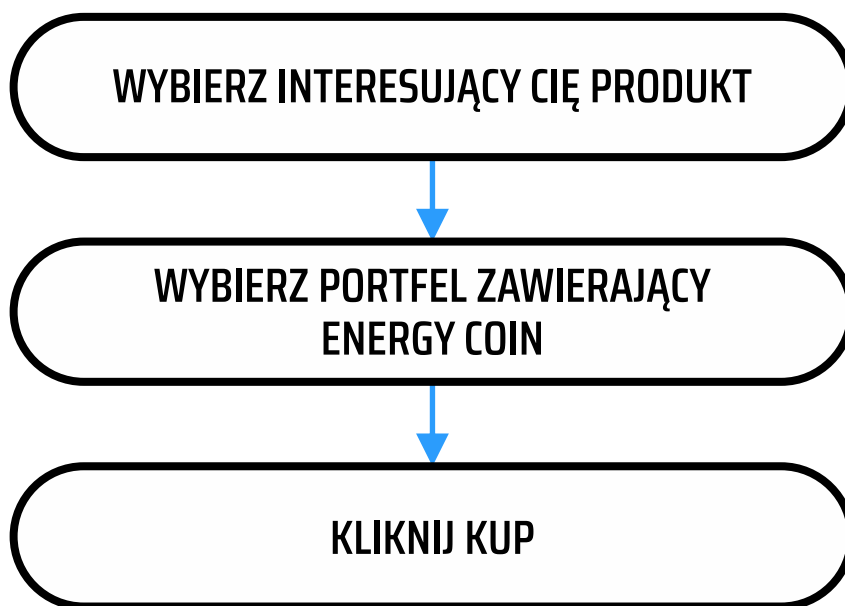 WYBIERZ INTERESUJĄCY CIĘ PRODUKT
WYBIERZ PORTFEL ZAWIERAJĄCY
ENERGY COIN
KLIKNIJ KUP